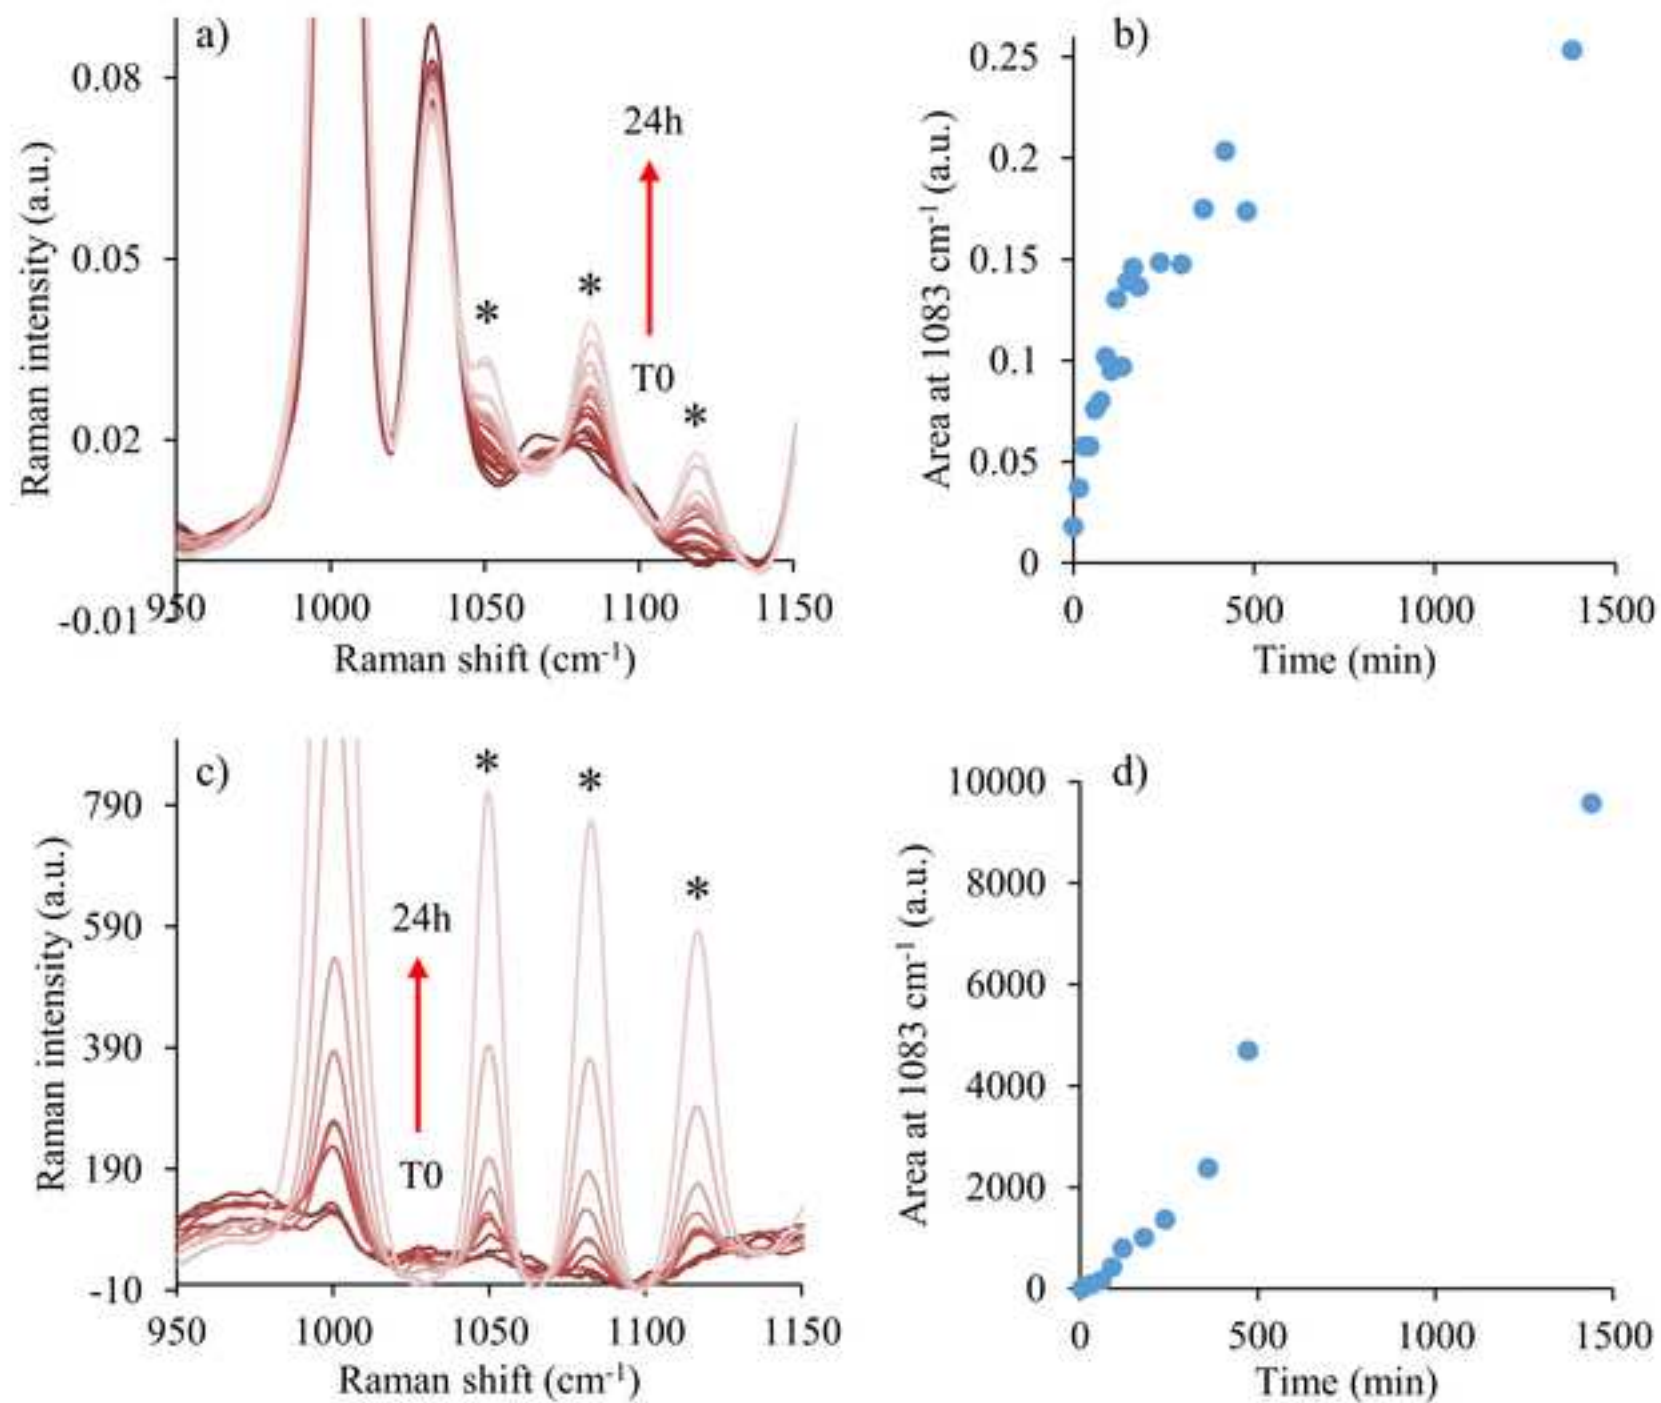 a)
0.08
0.05
0.02
-0.01
Raman intensity (a.u.)
24h
T0
*
*
*
950 1000 1050 1100 1150
Raman shift (cm⁻¹)
b)
0.25
0.2
0.15
0.1
0.05
0
Area at 1083 cm⁻¹ (a.u.)
0 500 1000 1500
Time (min)
c)
790
590
390
190
-10
Raman intensity (a.u.)
*
*
*
24h
T0
950 1000 1050 1100 1150
Raman shift (cm⁻¹)
d)
10000
8000
6000
4000
2000
0
Area at 1083 cm⁻¹ (a.u.)
0 500 1000 1500
Time (min)